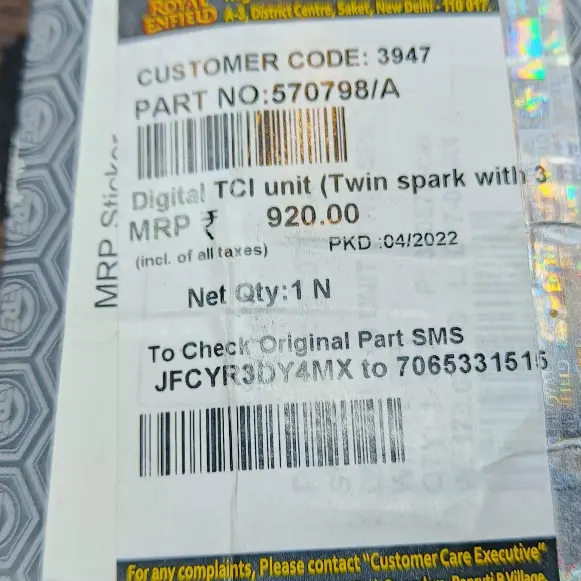 ROYAL
ENFIELD
A-3, District Centre, Saket, New Delhi - 110 017.
CUSTOMER CODE: 3947
PART NO:570798/A
Digital TCI unit (Twin spark with 3
MRP ₹ 920.00
(incl. of all taxes)
PKD :04/2022
Net Qty:1 N
To Check Original Part SMS
JFCYR3DY4MX to 7065331515
MRP Sticker
For any complaints, Please contact "Customer Care Executive"